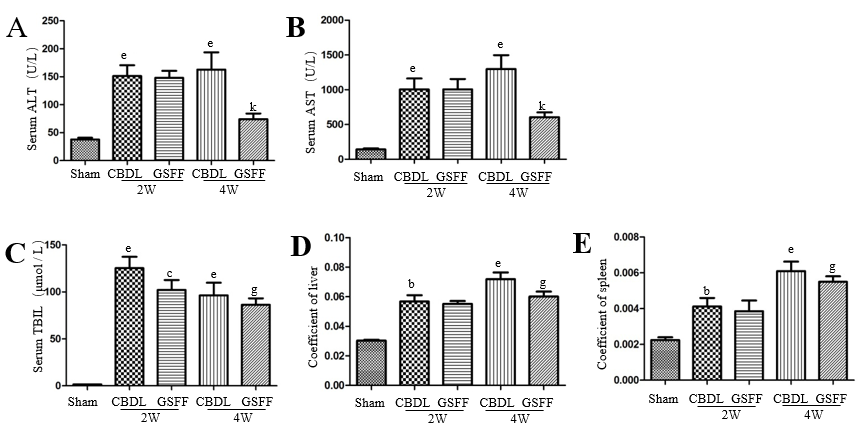 A
Serum ALT (U/L)
250
200
150
100
50
0
e
e
k
Sham CBDL GSFF CBDL GSFF
2W 4W
B
Serum AST (U/L)
2000
1500
1000
500
0
e
e
k
Sham CBDL GSFF CBDL GSFF
2W 4W
C
Serum TBIL (μmol / L)
150
100
50
0
e
c
e
g
Sham CBDL GSFF CBDL GSFF
2W 4W
D
Coefficient of liver
0.10
0.08
0.06
0.04
0.02
0.00
b
e
g
Sham CBDL GSFF CBDL GSFF
2W 4W
E
Coefficient of spleen
0.008
0.006
0.004
0.002
0.000
b
e
g
Sham CBDL GSFF CBDL GSFF
2W 4W